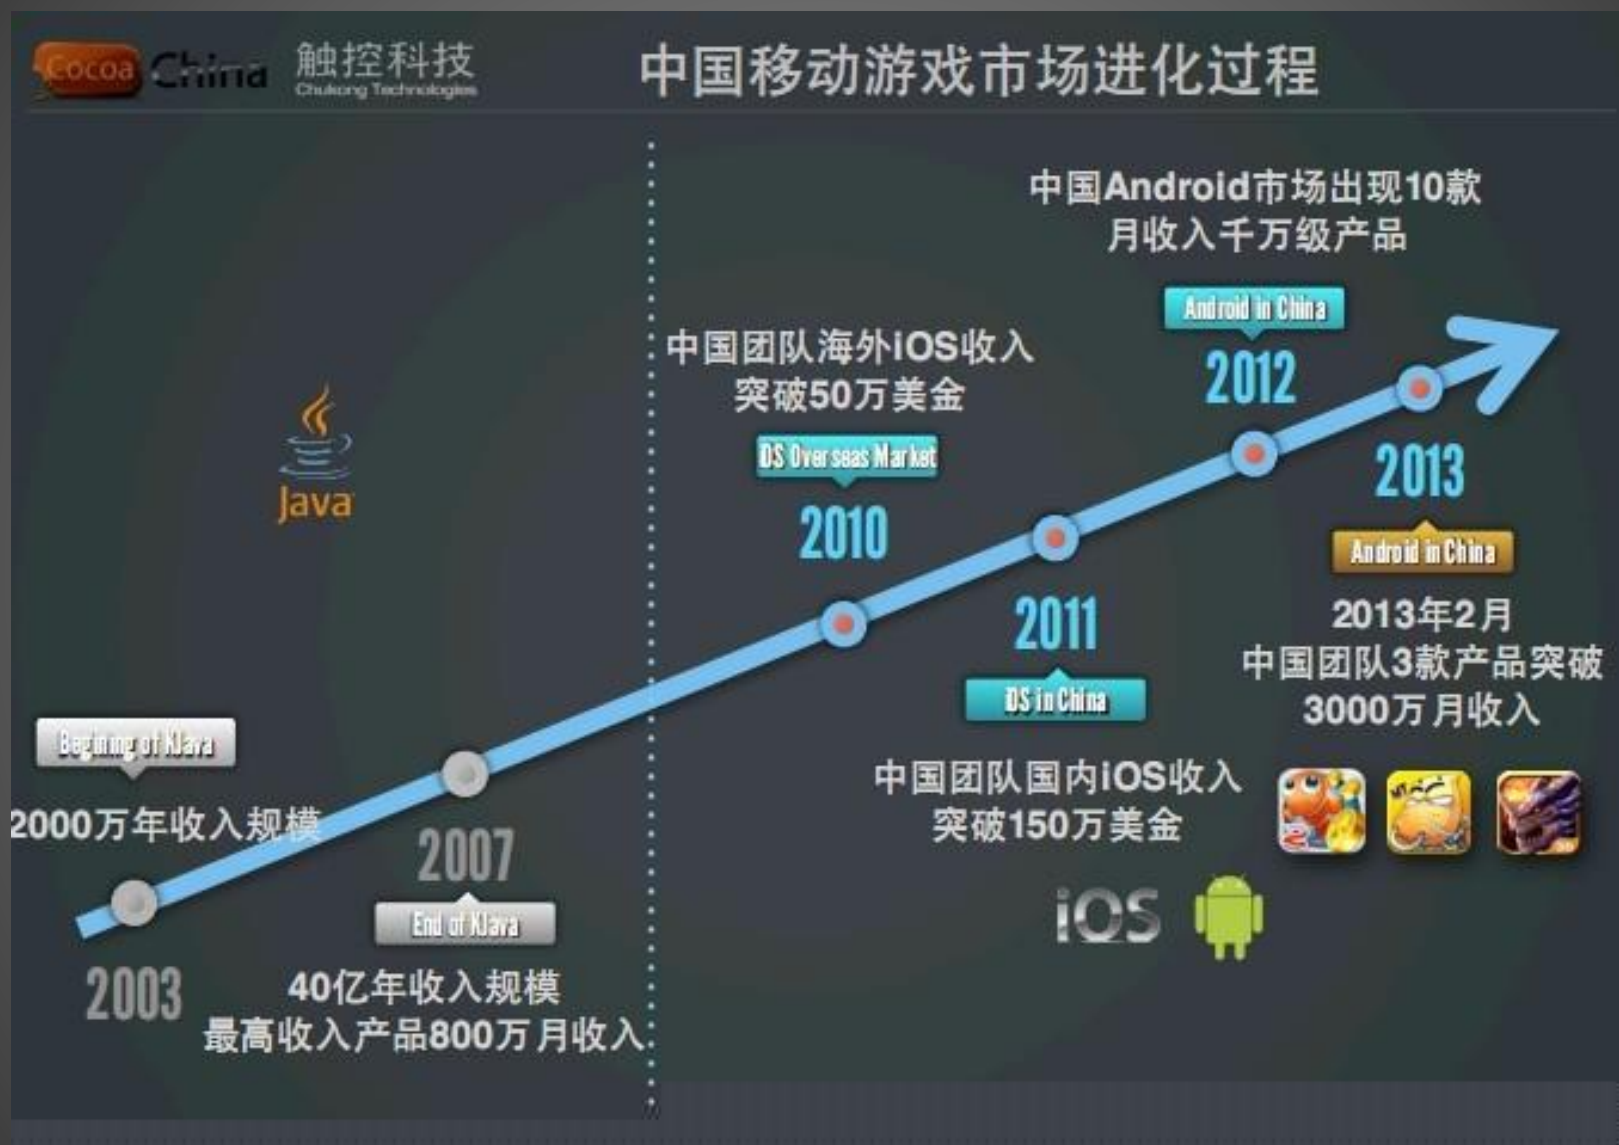 Cocoa China
触控科技
Chukong Technologies
中国移动游戏市场进化过程
中国Android市场出现10款
月收入千万级产品
Android in China
2012
中国团队海外iOS收入
突破50万美金
iOS Overseas Market
2010
Java
2013
Android in China
2013年2月
中国团队3款产品突破
3000万月收入
2011
iOS in China
中国团队国内iOS收入
突破150万美金
iOS
Begining of KJava
2000万年收入规模
2003
2007
End of KJava
40亿年收入规模
最高收入产品800万月收入
2